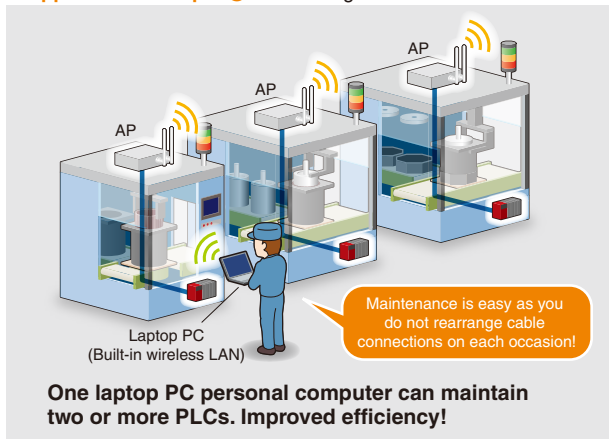 AP
AP
AP
Laptop PC
(Built-in wireless LAN)
Maintenance is easy as you
do not rearrange cable
connections on each occasion!
One laptop PC personal computer can maintain
two or more PLCs. Improved efficiency!